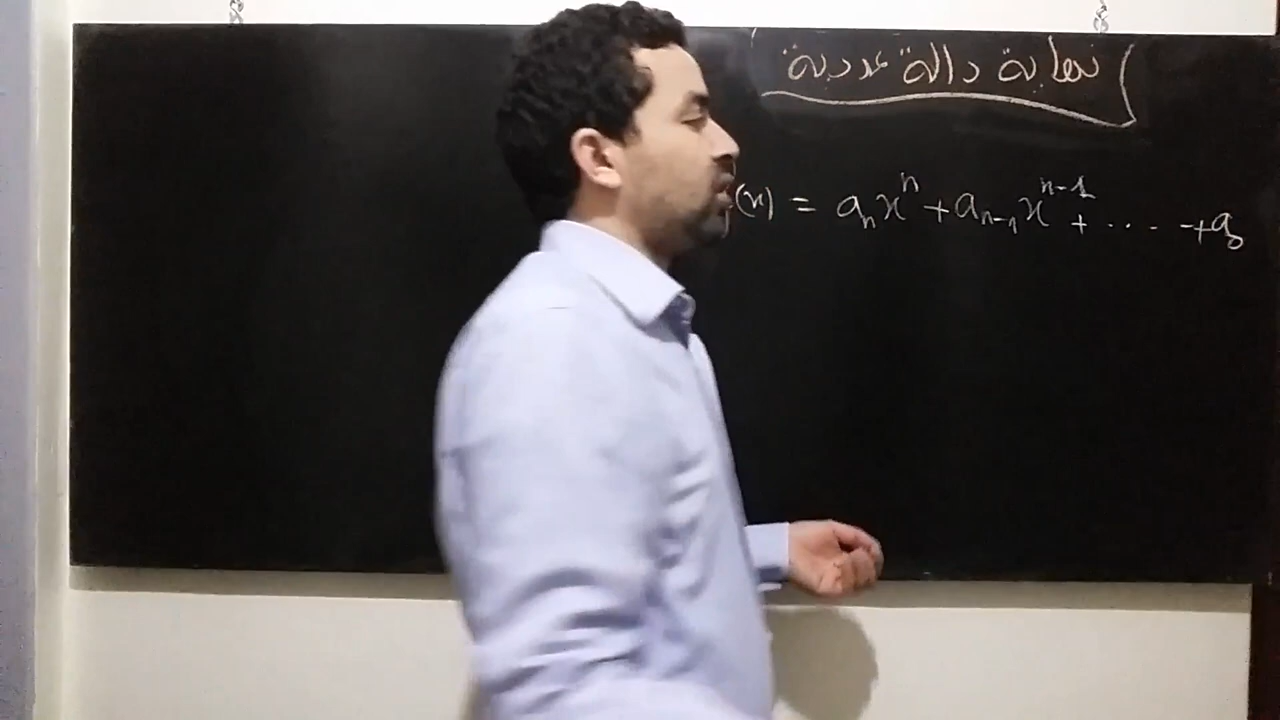 نهاية دالة عددية
(x) = aₙxⁿ + aₙ₋₁xⁿ⁻¹ + .... + a₀